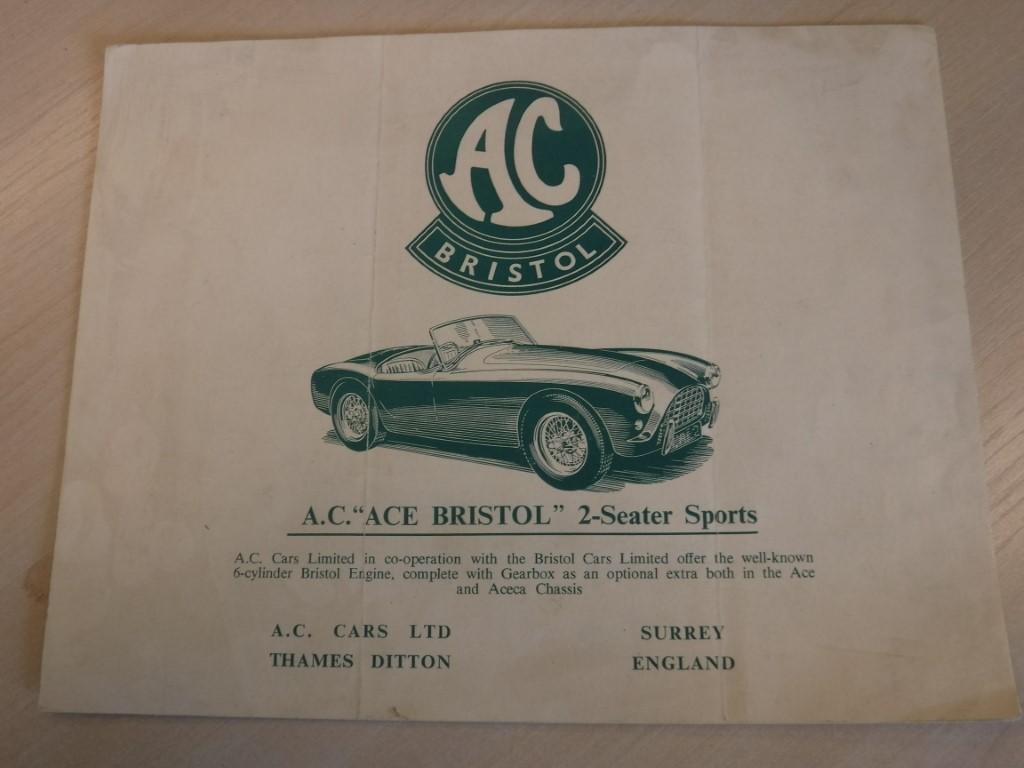 AC
BRISTOL
A.C. "ACE BRISTOL" 2-Seater Sports
A.C. Cars Limited in co-operation with the Bristol Cars Limited offer the well-known
6-cylinder Bristol Engine, complete with Gearbox as an optional extra both in the Ace
and Aceca Chassis
A.C. CARS LTD SURREY
THAMES DITTON ENGLAND